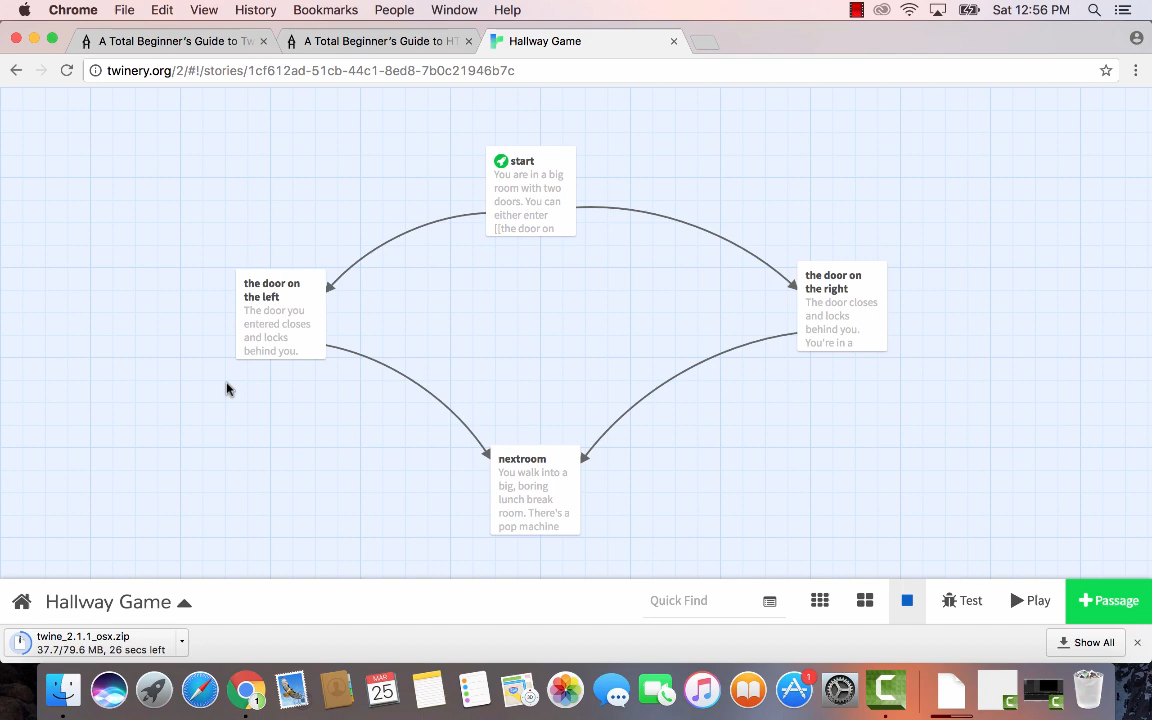 Chrome File Edit View History Bookmarks People Window Help Sat 12:56 PM
A Total Beginner's Guide to Tw
A Total Beginner's Guide to HT
Hallway Game
twinery.org/2/#!/stories/1cf612ad-51cb-44c1-8ed8-7b0c21946b7c
start
You are in a big
room with two
doors. You can
either enter
[[the door on
the door on
the left
The door you
entered closes
and locks
behind you.
the door on
the right
The door closes
and locks
behind you.
You're in a
nextroom
You walk into a
big, boring
lunch break
room. There's a
pop machine
Hallway Game
Quick Find
Test
Play
Passage
twine_2.1.1_osx.zip
37.7/79.6 MB, 26 secs left
Show All
MAR
25
1
1